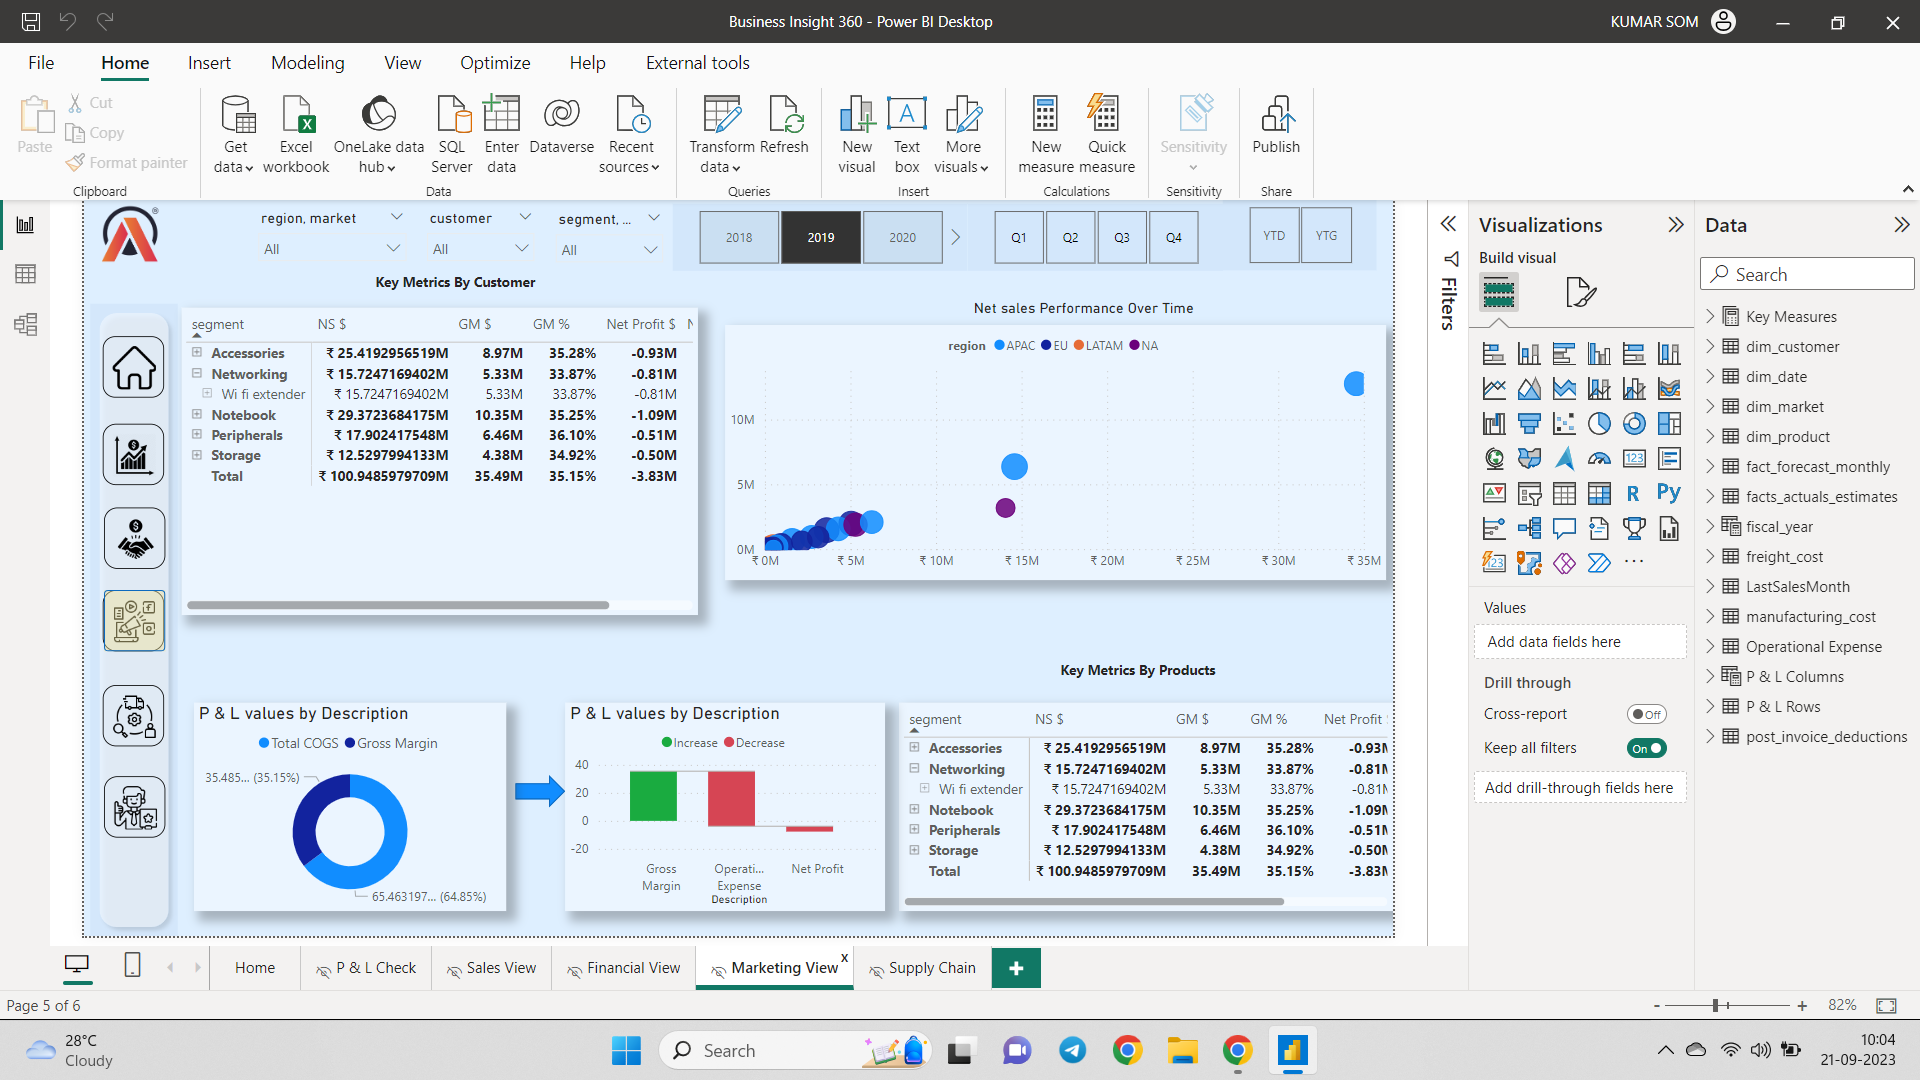 Business Insight 360 - Power BI Desktop
KUMAR SOM
File Home Insert Modeling View Optimize Help External tools
Paste
Cut
Copy
Format painter
Clipboard
Get data
Excel workbook
OneLake data hub
SQL Server
Enter data
Dataverse
Recent sources
Data
Transform data
Refresh
Queries
New visual
Text box
More visuals
Insert
New measure
Quick measure
Calculations
Sensitivity
Sensitivity
Publish
Share
region, market
All
customer
All
segment, ...
All
2018 2019 2020
Q1 Q2 Q3 Q4
YTD YTG
Key Metrics By Customer
segment NS $ GM $ GM % Net Profit $
Accessories ₹ 25.4192956519M 8.97M 35.28% -0.93M
Networking ₹ 15.7247169402M 5.33M 33.87% -0.81M
Wi fi extender ₹ 15.7247169402M 5.33M 33.87% -0.81M
Notebook ₹ 29.3723684175M 10.35M 35.25% -1.09M
Peripherals ₹ 17.902417548M 6.46M 36.10% -0.51M
Storage ₹ 12.5297994133M 4.38M 34.92% -0.50M
Total ₹ 100.9485979709M 35.49M 35.15% -3.83M
Net sales Performance Over Time
region APAC EU LATAM NA
10M
5M
0M
₹ 0M ₹ 5M ₹ 10M ₹ 15M ₹ 20M ₹ 25M ₹ 30M ₹ 35M
P & L values by Description
Total COGS Gross Margin
35.485... (35.15%)
65.463197... (64.85%)
P & L values by Description
Increase Decrease
40
20
0
-20
Gross Margin
Operati... Expense
Net Profit
Description
Key Metrics By Products
segment NS $ GM $ GM % Net Profit
Accessories ₹ 25.4192956519M 8.97M 35.28% -0.93M
Networking ₹ 15.7247169402M 5.33M 33.87% -0.81M
Wi fi extender ₹ 15.7247169402M 5.33M 33.87% -0.81M
Notebook ₹ 29.3723684175M 10.35M 35.25% -1.09M
Peripherals ₹ 17.902417548M 6.46M 36.10% -0.51M
Storage ₹ 12.5297994133M 4.38M 34.92% -0.50M
Total ₹ 100.9485979709M 35.49M 35.15% -3.83M
Filters
Visualizations
Build visual
Values
Add data fields here
Drill through
Cross-report Off
Keep all filters On
Add drill-through fields here
Data
Search
Key Measures
dim_customer
dim_date
dim_market
dim_product
fact_forecast_monthly
facts_actuals_estimates
fiscal_year
freight_cost
LastSalesMonth
manufacturing_cost
Operational Expense
P & L Columns
P & L Rows
post_invoice_deductions
Home P & L Check Sales View Financial View Marketing View x Supply Chain +
Page 5 of 6
- + 82%
28°C
Cloudy
Search
10:04
21-09-2023